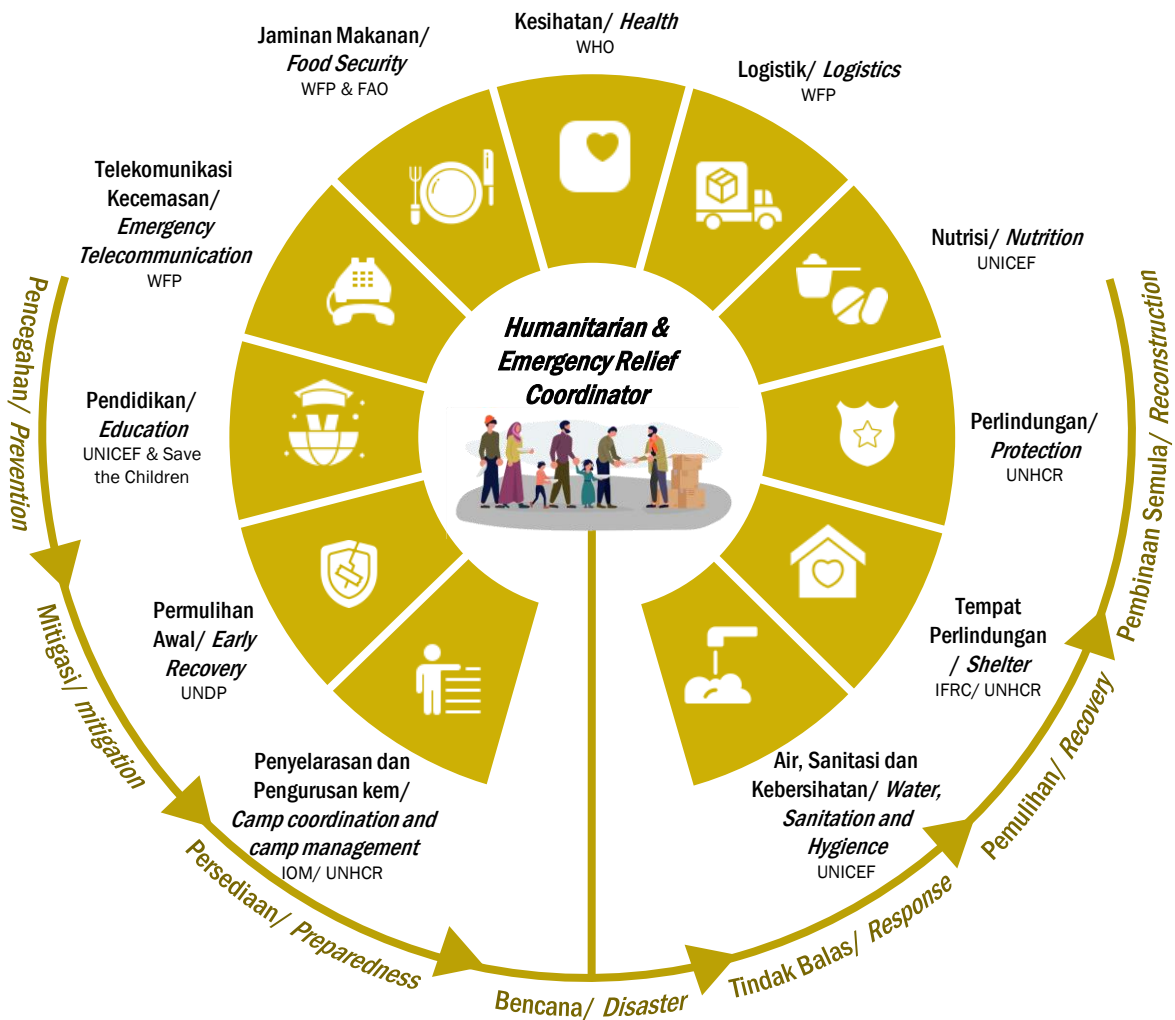 Kesihatan/ Health
WHO
Jaminan Makanan/
Food Security
WFP & FAO
Logistik/ Logistics
WFP
Telekomunikasi
Kecemasan/
Emergency
Telecommunication
WFP
Nutrisi/ Nutrition
UNICEF
Humanitarian &
Emergency Relief
Coordinator
Pendidikan/
Education
UNICEF & Save
the Children
Perlindungan/
Protection
UNHCR
Permulihan
Awal/ Early
Recovery
UNDP
Tempat
Perlindungan
/ Shelter
IFRC/ UNHCR
Penyelarasan dan
Pengurusan kem/
Camp coordination and
camp management
IOM/ UNHCR
Air, Sanitasi dan
Kebersihatan/ Water,
Sanitation and
Hygience
UNICEF
Pencegahan/ Prevention
Mitigasi/ mitigation
Persediaan/ Preparedness
Bencana/ Disaster
Tindak Balas/ Response
Pemulihan/ Recovery
Pembinaan Semula/ Reconstruction